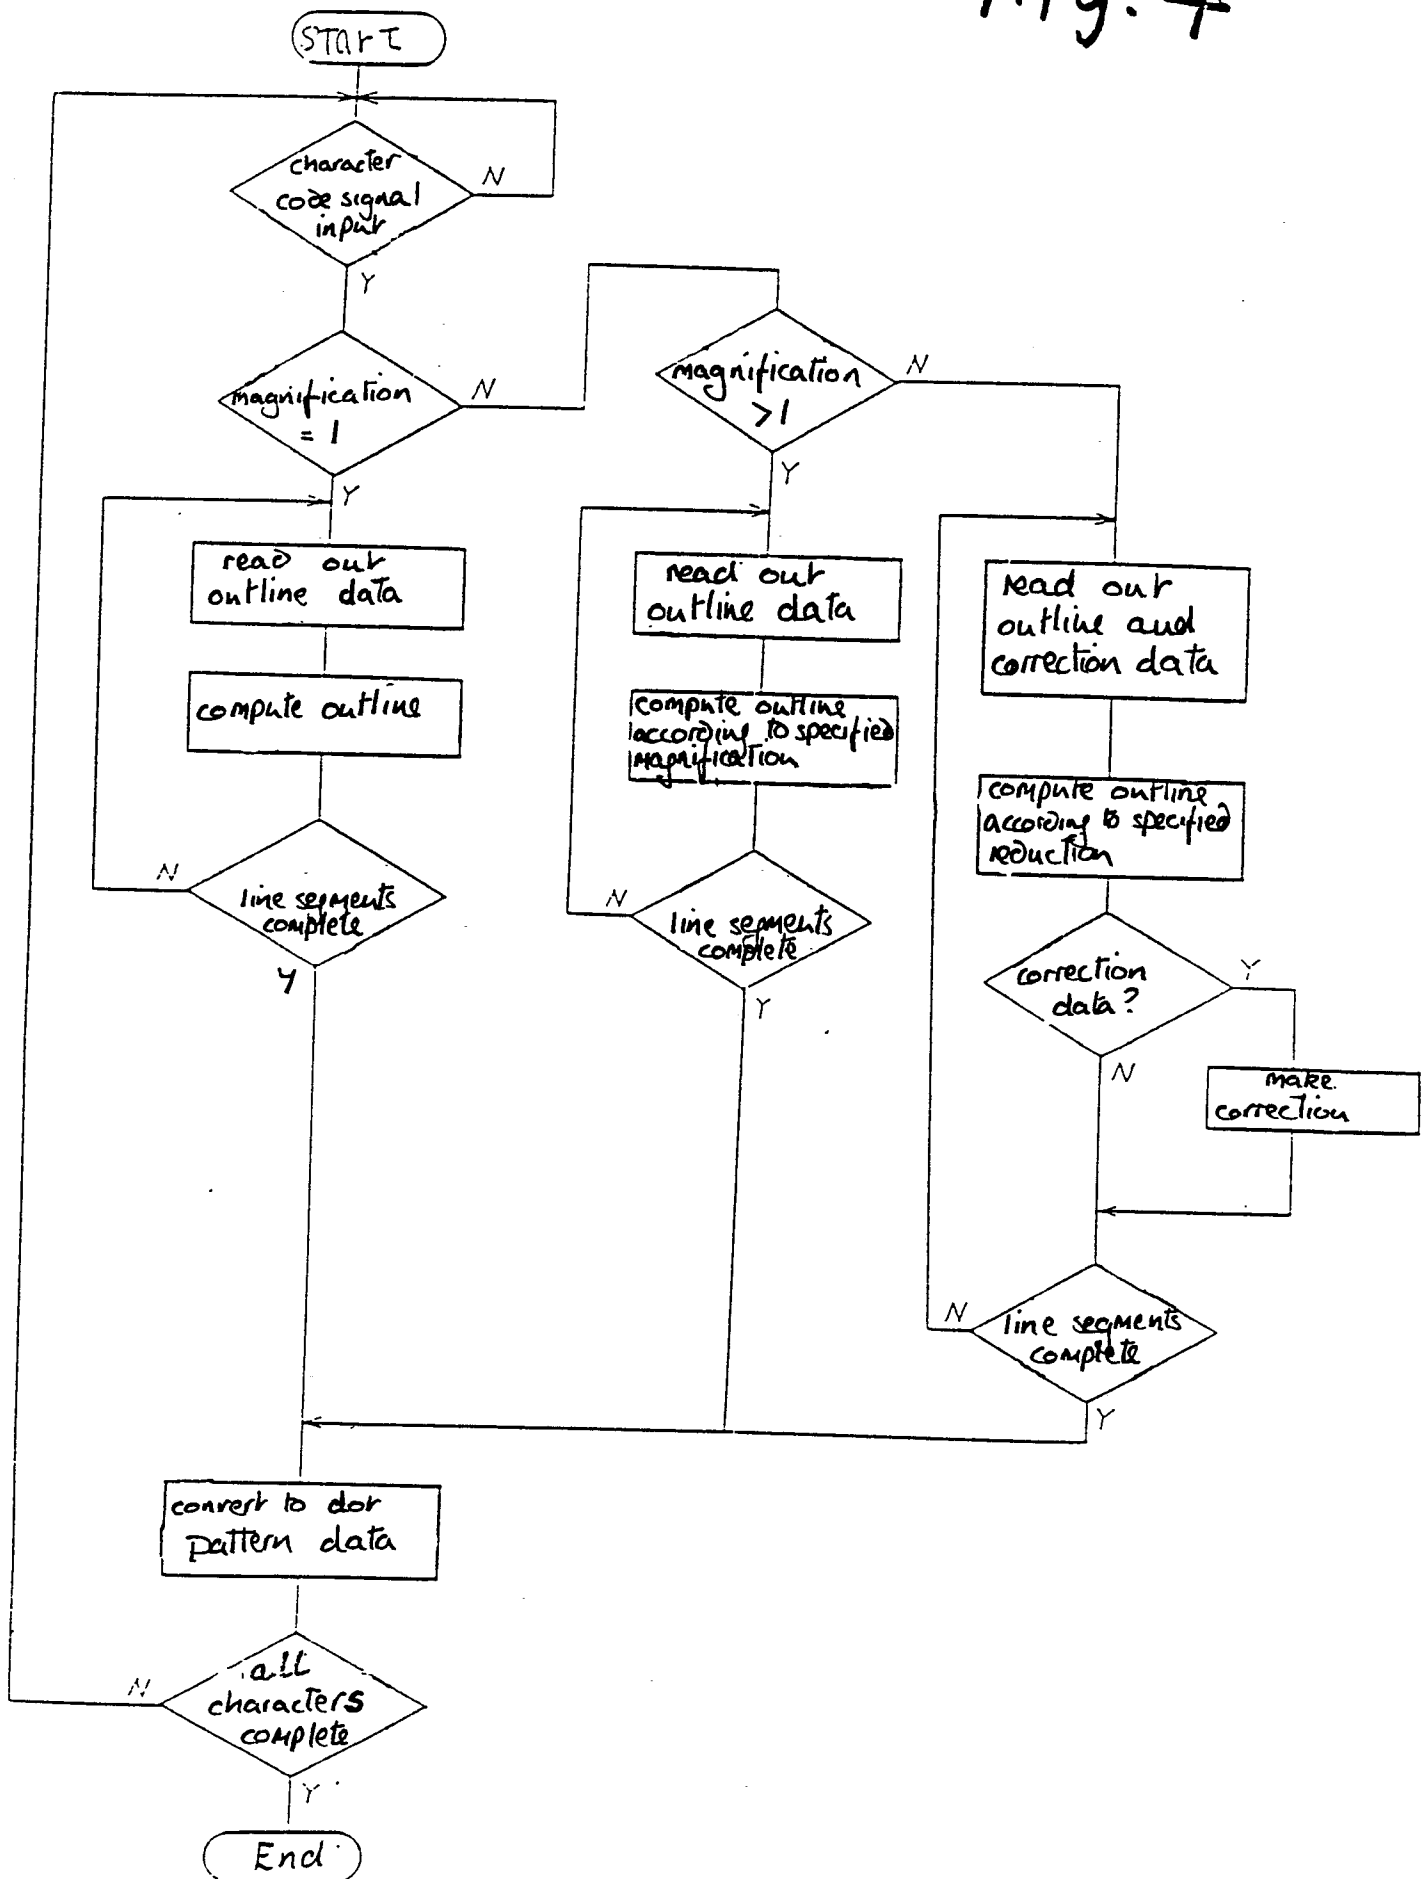 START
character
code signal
input
N
Y
magnification
= 1
N
Y
magnification
>1
N
Y
read out
outline data
compute outline
line segments
complete
N
Y
read out
outline data
compute outline
according to specified
magnification
line segments
complete
N
Y
read out
outline and
correction data
compute outline
according to specified
reduction
correction
data?
Y
N
make
correction
line segments
complete
N
Y
convert to dot
pattern data
all
characters
complete
N
Y
End